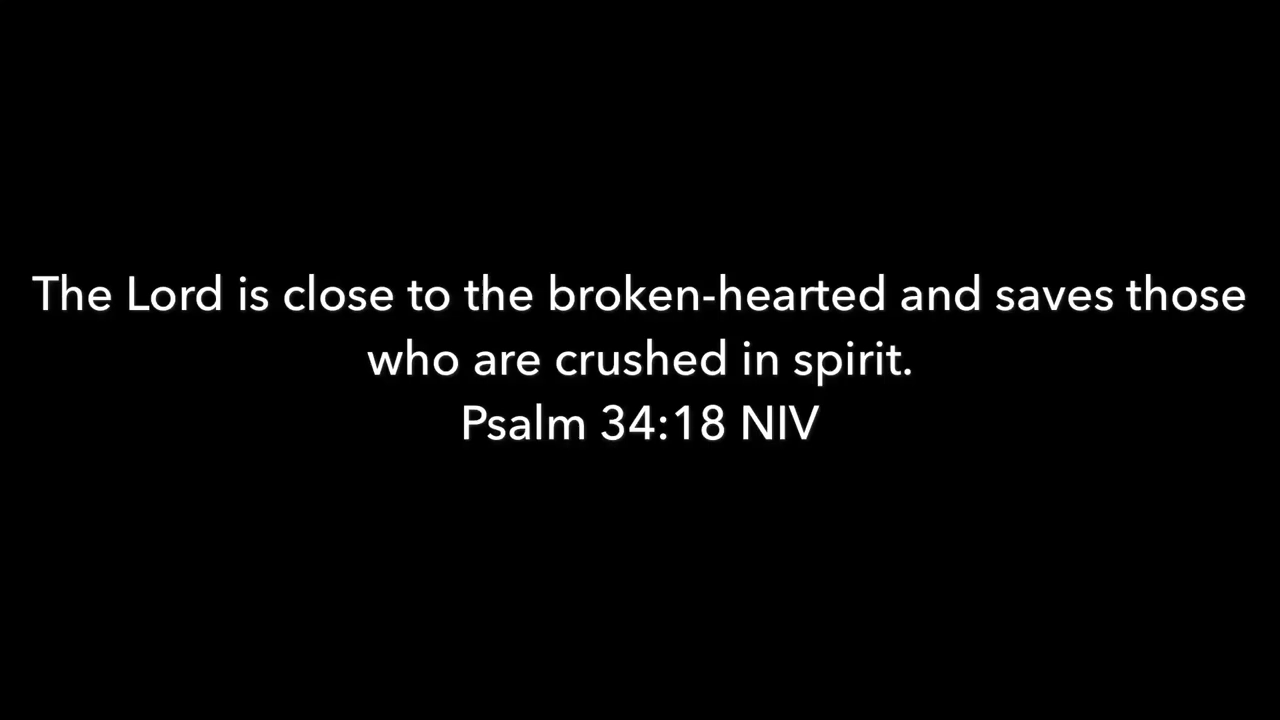 The Lord is close to the broken-hearted and saves those
who are crushed in spirit.
Psalm 34:18 NIV